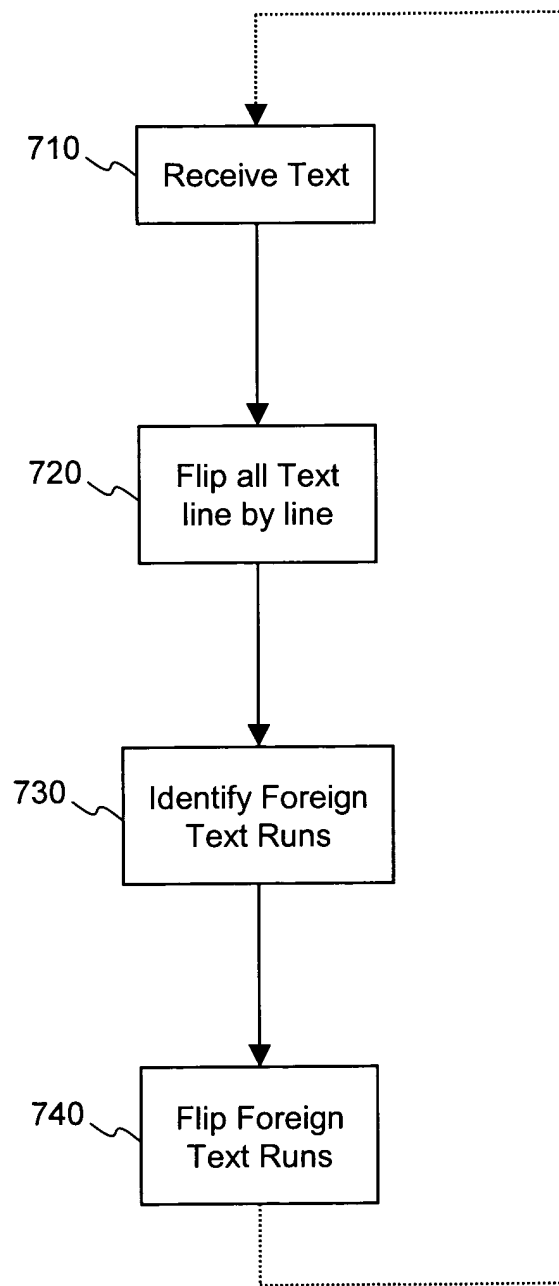 710
Receive Text
720
Flip all Text
line by line
730
Identify Foreign
Text Runs
740
Flip Foreign
Text Runs